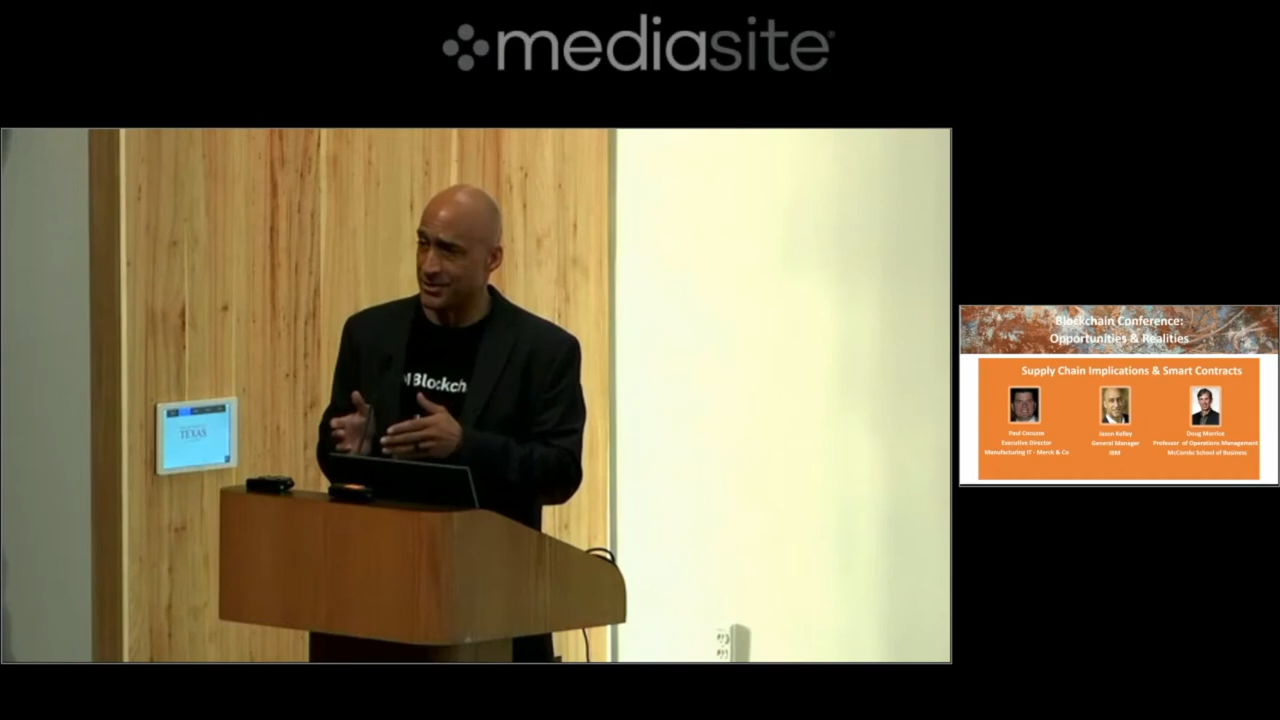 mediasite
Blockchain Conference:
Opportunities & Realities
Supply Chain Implications & Smart Contracts
Paul
Executive Director
Manufacturing IT - Merck & Co
Jason Kelley
General Manager
IBM
Doug Morrice
Professor of Operations Management
McCombs School of Business
Blockch
TEXAS